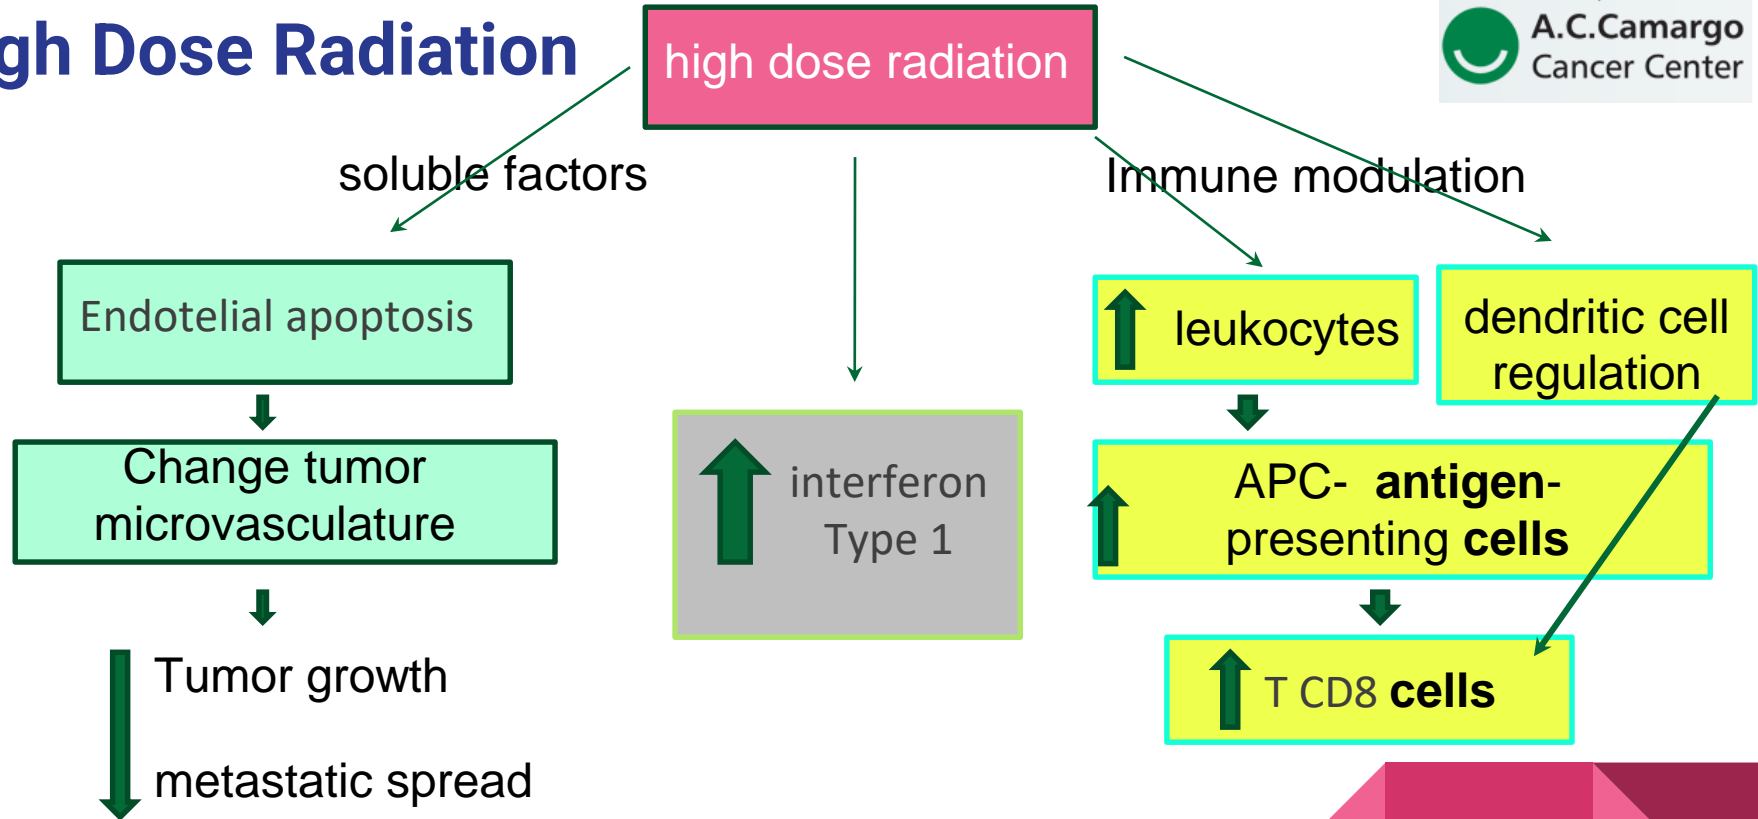 gh Dose Radiation
high dose radiation
A.C.Camargo
Cancer Center
soluble factors
Immune modulation
Endotelial apoptosis
leukocytes
dendritic cell
regulation
Change tumor
microvasculature
interferon
Type 1
APC- antigen-
presenting cells
Tumor growth
T CD8 cells
metastatic spread